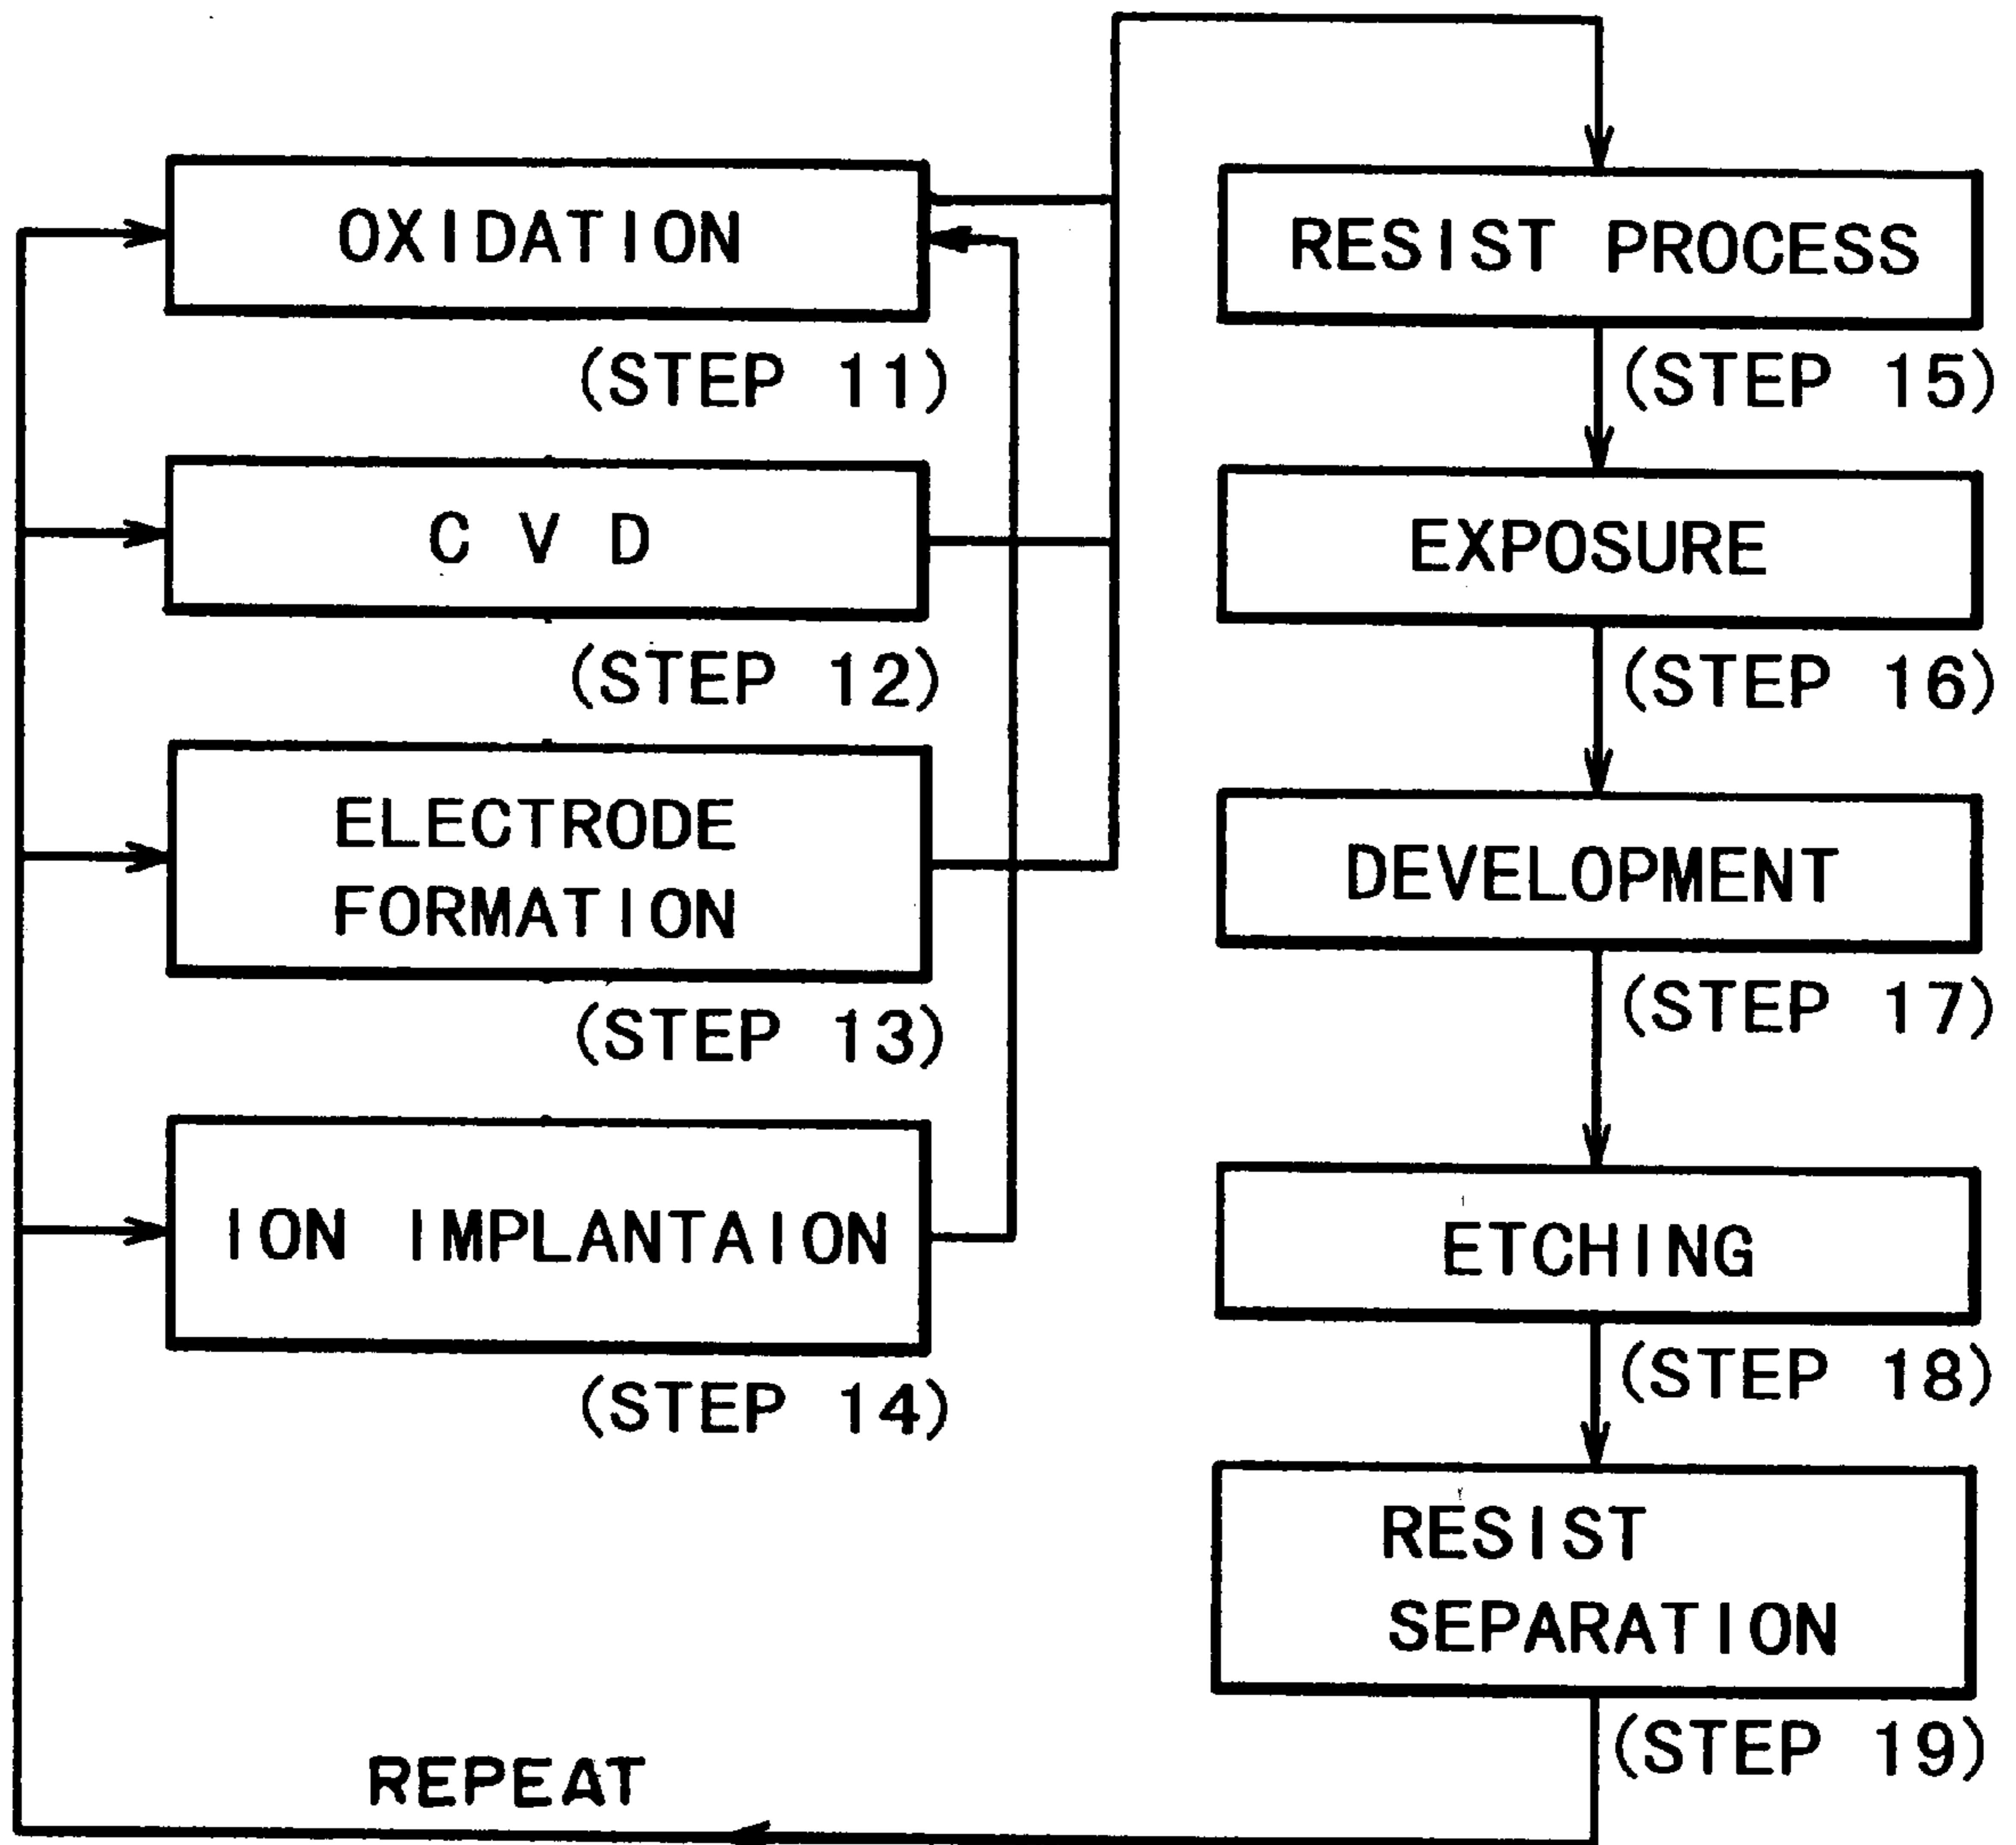 OXIDATION
(STEP 11)
CVD
(STEP 12)
ELECTRODE
FORMATION
(STEP 13)
ION IMPLANTAION
(STEP 14)
RESIST PROCESS
(STEP 15)
EXPOSURE
(STEP 16)
DEVELOPMENT
(STEP 17)
ETCHING
(STEP 18)
RESIST
SEPARATION
(STEP 19)
REPEAT